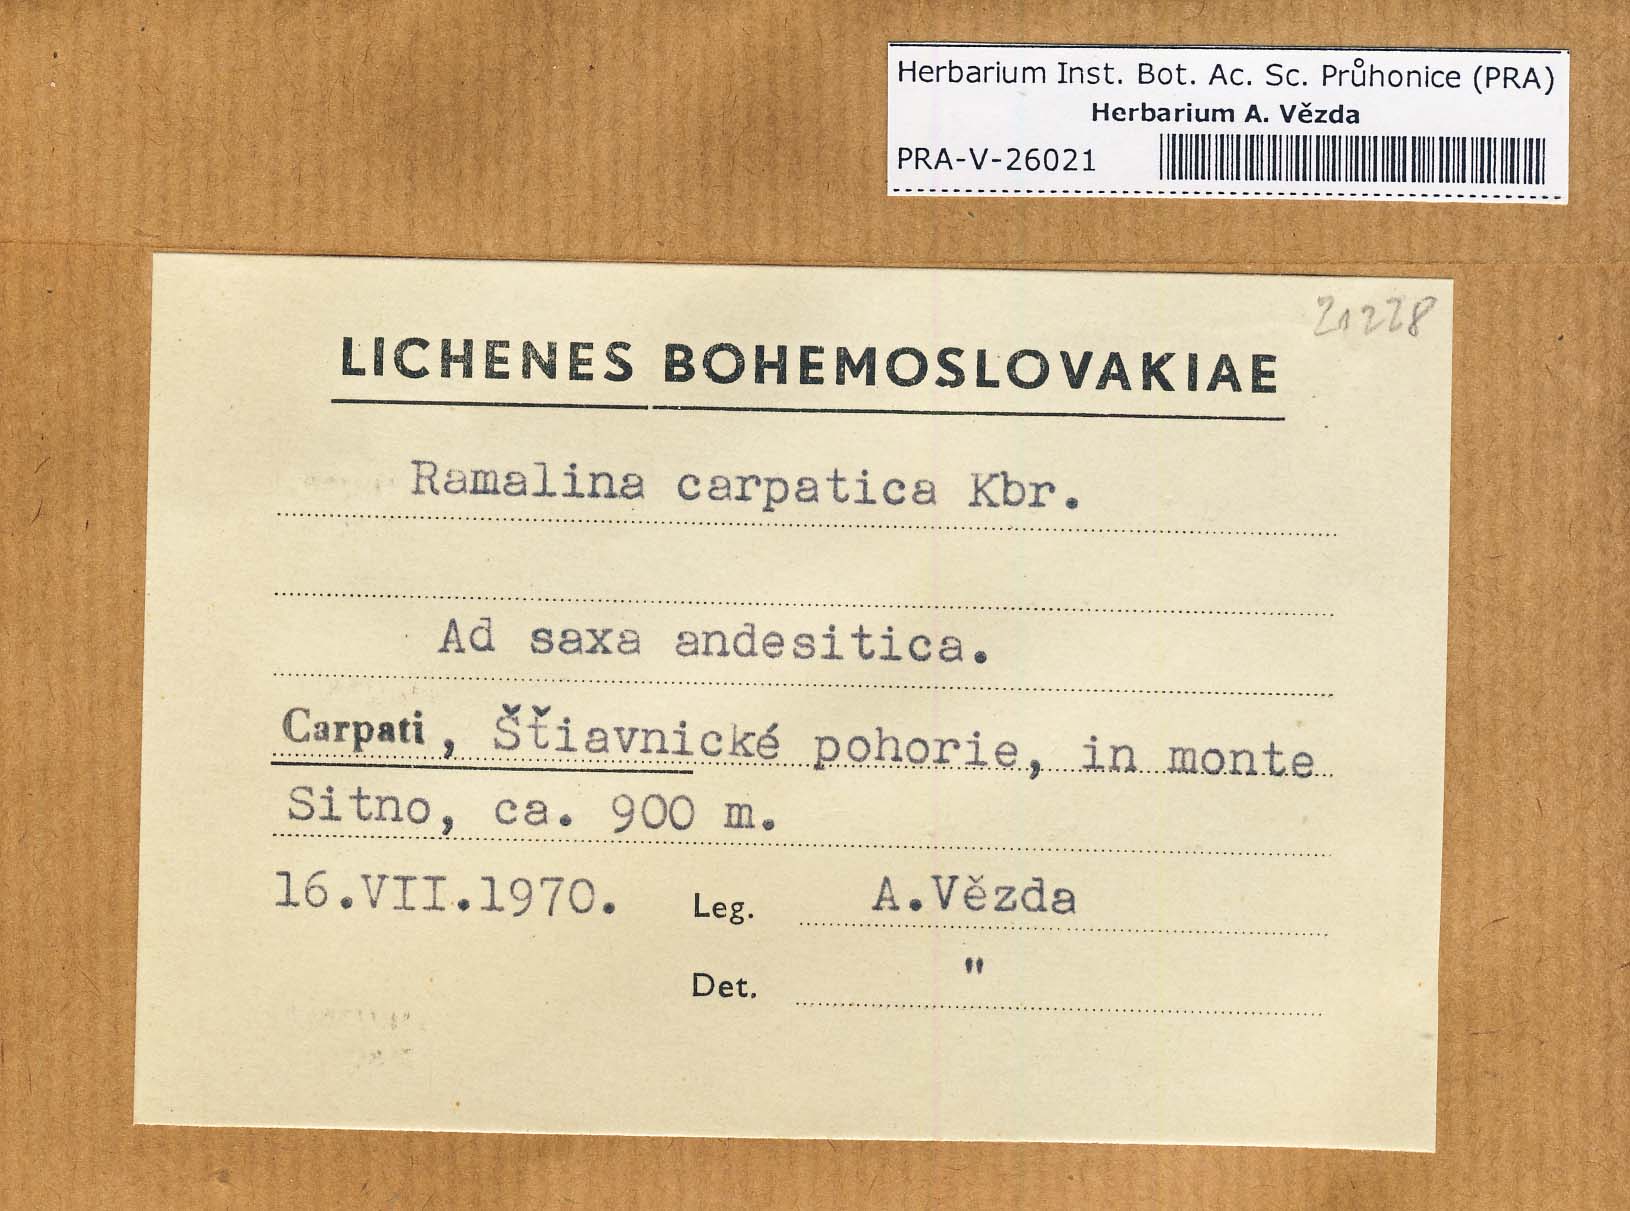 Herbarium Inst. Bot. Ac. Sc. Průhonice (PRA)
Herbarium A. Vězda
PRA-V-26021
21228
LICHENES BOHEMOSLOVAKIAE
Ramalina carpatica Kbr.
Ad saxa andesitica.
Carpati, Štiavnické pohorie, in monte
Sitno, ca. 900 m.
16.VII.1970. Leg. A.Vězda
Det. "